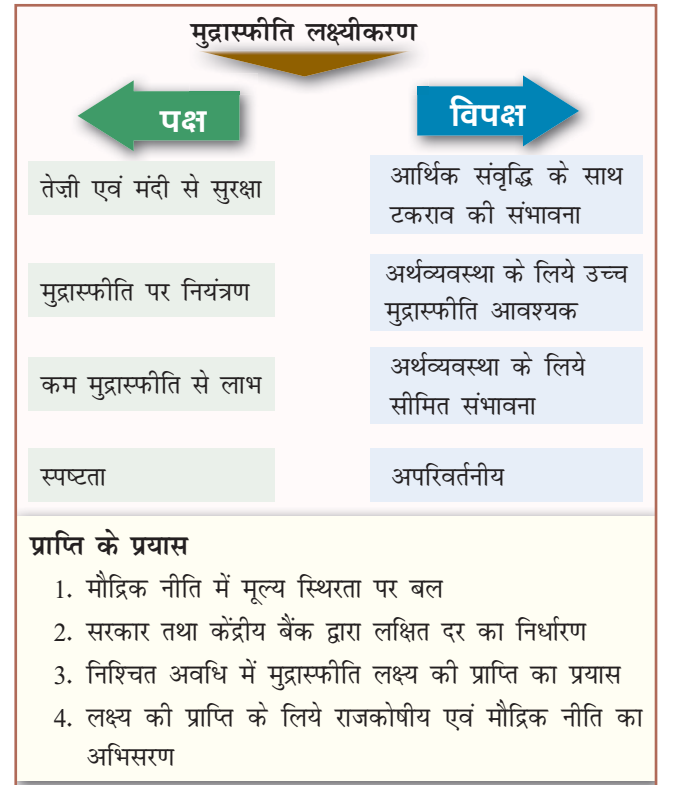 मुद्रास्फीति लक्ष्यीकरण
पक्ष
विपक्ष
तेज़ी एवं मंदी से सुरक्षा
आर्थिक संवृद्धि के साथ
टकराव की संभावना
मुद्रास्फीति पर नियंत्रण
अर्थव्यवस्था के लिये उच्च
मुद्रास्फीति आवश्यक
कम मुद्रास्फीति से लाभ
अर्थव्यवस्था के लिये
सीमित संभावना
स्पष्टता
अपरिवर्तनीय
प्राप्ति के प्रयास
1. मौद्रिक नीति में मूल्य स्थिरता पर बल
2. सरकार तथा केंद्रीय बैंक द्वारा लक्षित दर का निर्धारण
3. निश्चित अवधि में मुद्रास्फीति लक्ष्य की प्राप्ति का प्रयास
4. लक्ष्य की प्राप्ति के लिये राजकोषीय एवं मौद्रिक नीति का
अभिसरण